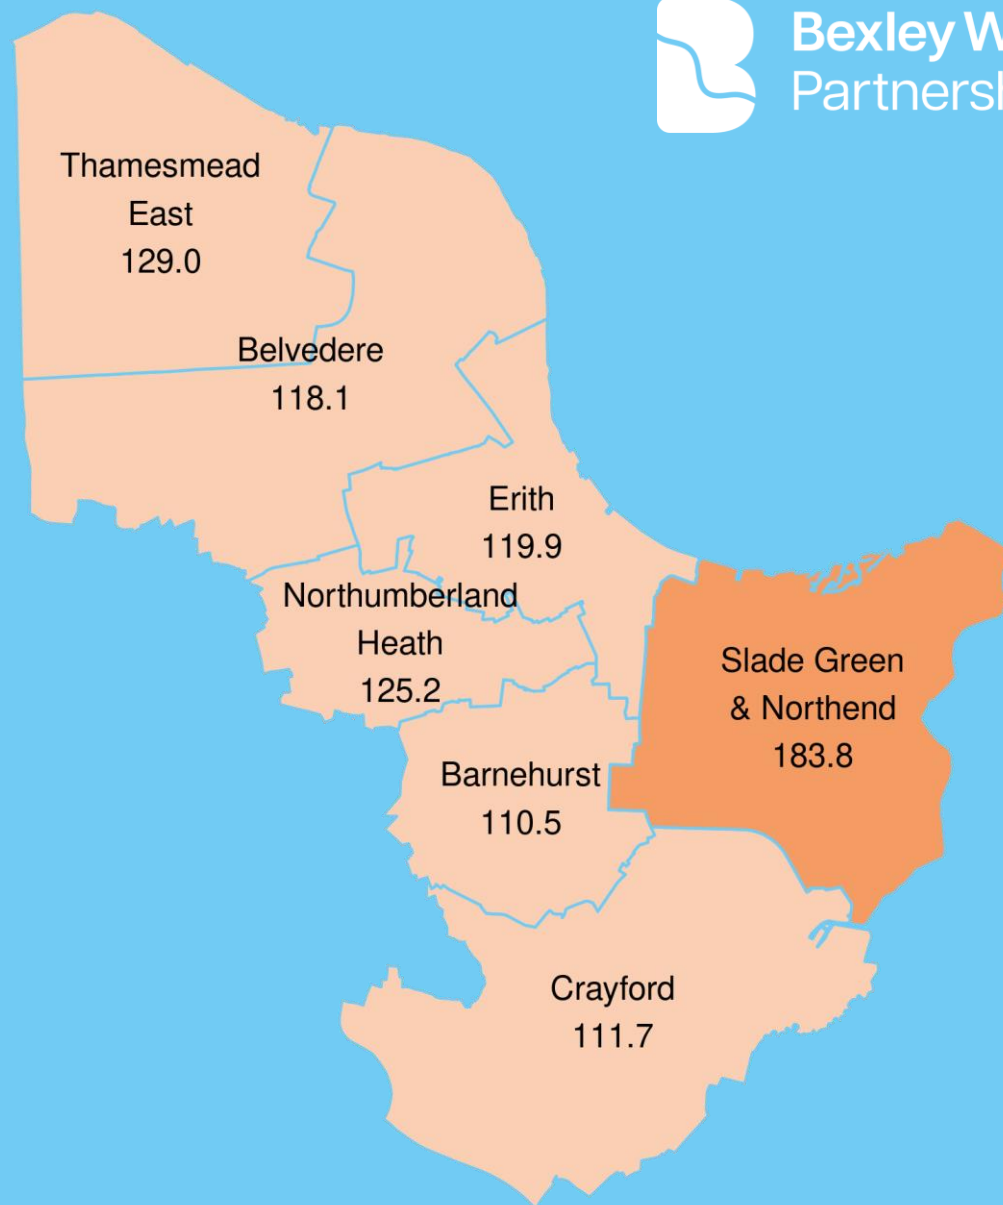 Bexley W
Partnersh
Thamesmead
East
129.0
Belvedere
118.1
Erith
119.9
Northumberland
Heath
125.2
Slade Green
& Northend
183.8
Barnehurst
110.5
Crayford
111.7